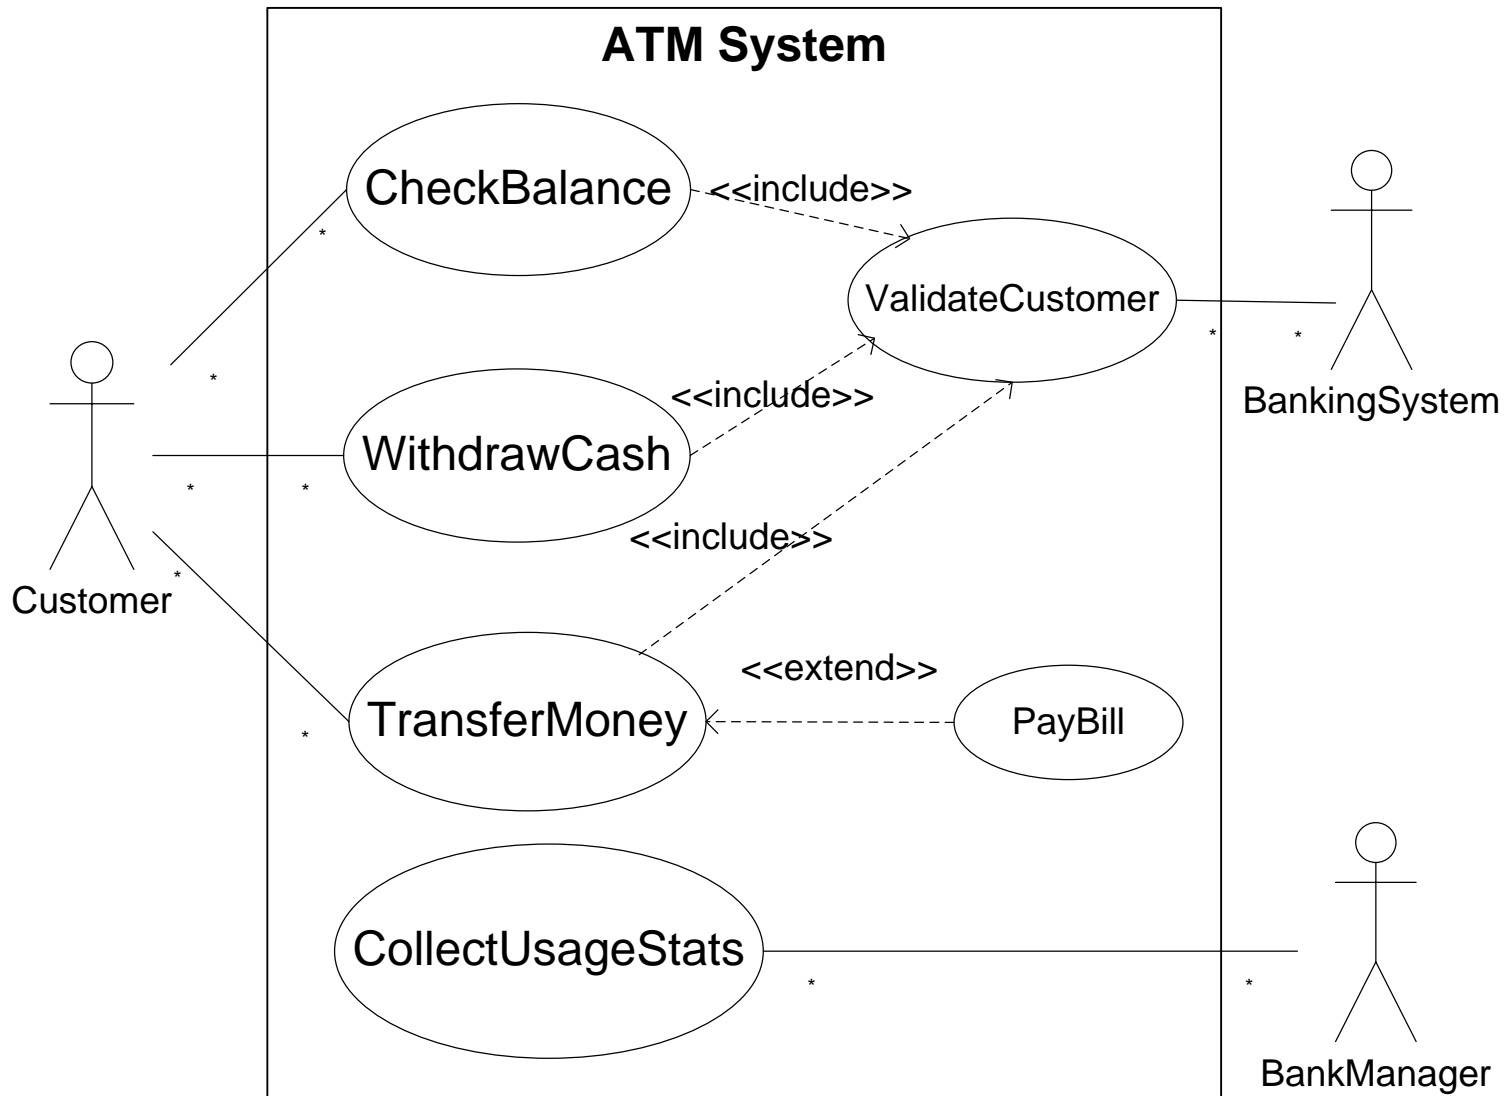 ATM System
CheckBalance
<<include>>
*
*
ValidateCustomer
*
*
BankingSystem
WithdrawCash
<<include>>
*
*
<<include>>
Customer
*
*
TransferMoney
<<extend>>
PayBill
CollectUsageStats
*
*
BankManager